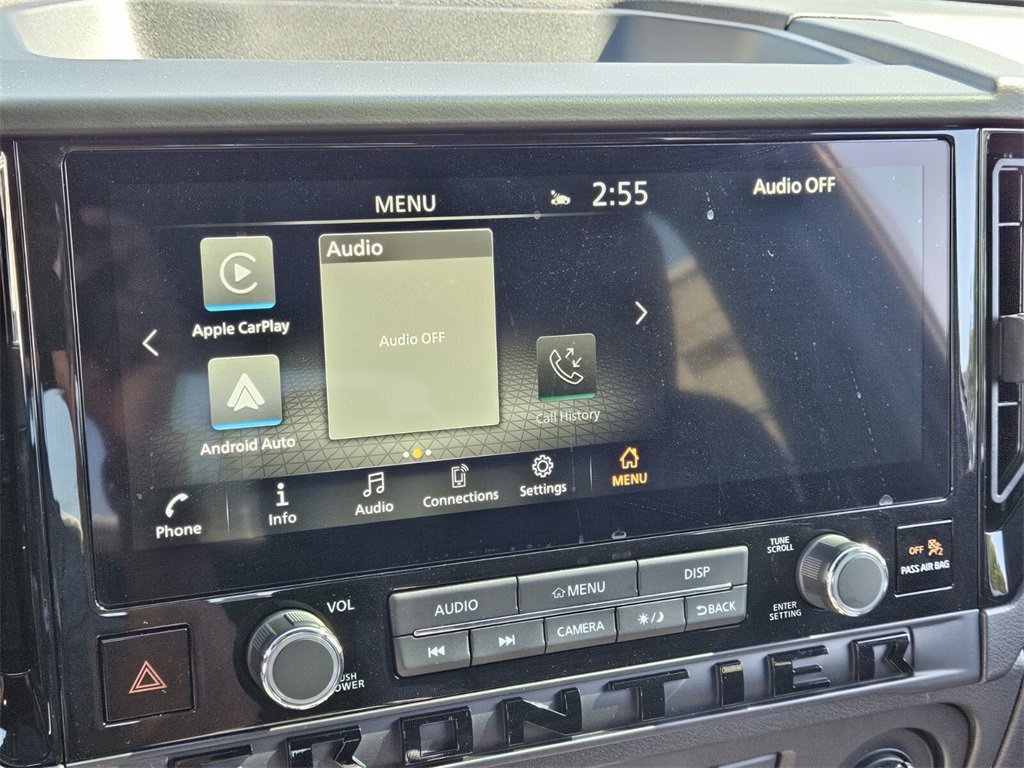 MENU
2:55
Audio OFF
Apple CarPlay
Audio
Audio OFF
Android Auto
Call History
Phone
Info
Audio
Connections
Settings
MENU
VOL
PUSH
POWER
AUDIO
MENU
DISP
CAMERA
BACK
TUNE
SCROLL
ENTER
SETTING
OFF 2
PASS AIR BAG
FRONTIER